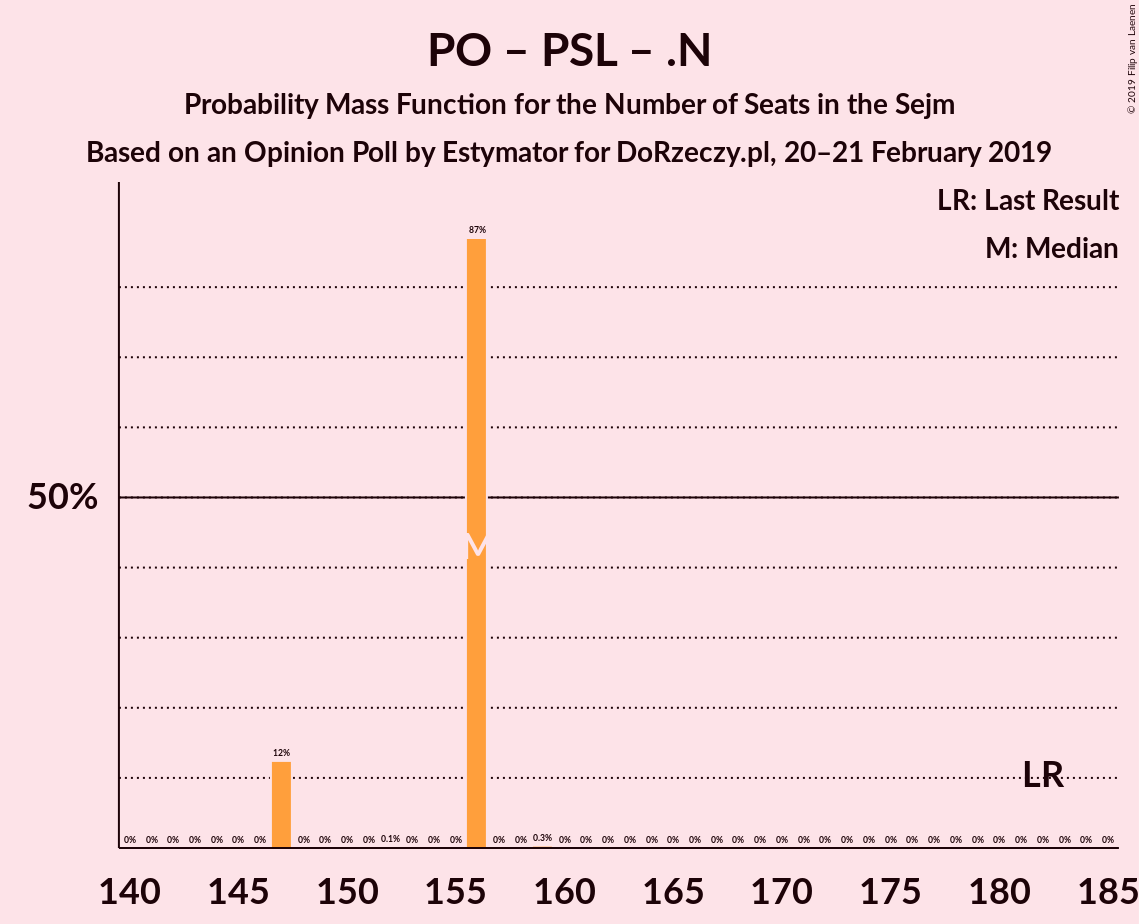 PO – PSL – .N
Probability Mass Function for the Number of Seats in the Sejm
Based on an Opinion Poll by Estymator for DoRzeczy.pl, 20–21 February 2019
© 2019 Filip van Laenen
LR: Last Result
M: Median
87%
50%
M
12%
LR
0% 0% 0% 0% 0% 0% 0% 0% 0% 0% 0% 0.1% 0% 0% 0% 0% 0% 0.3% 0% 0% 0% 0% 0% 0% 0% 0% 0% 0% 0% 0% 0% 0% 0% 0% 0% 0% 0% 0% 0% 0% 0% 0% 0% 0%
140 145 150 155 160 165 170 175 180 185